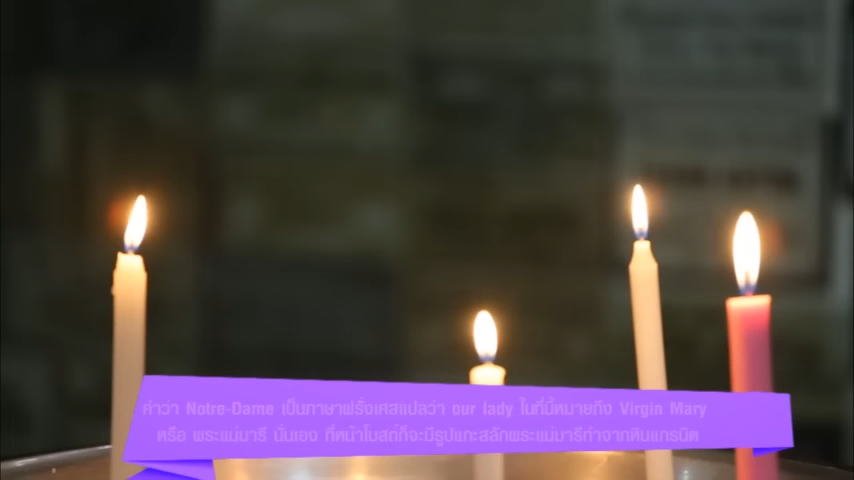 คำว่า Notre-Dame เป็นภาษาฝรั่งเศสแปลว่า our lady ในที่นี้หมายถึง Virgin Mary
หรือ พระแม่มารี นั่นเอง ที่หน้าโบสถ์ก็จะมีรูปแกะสลักพระแม่มารีทำจากหินแกรนิต